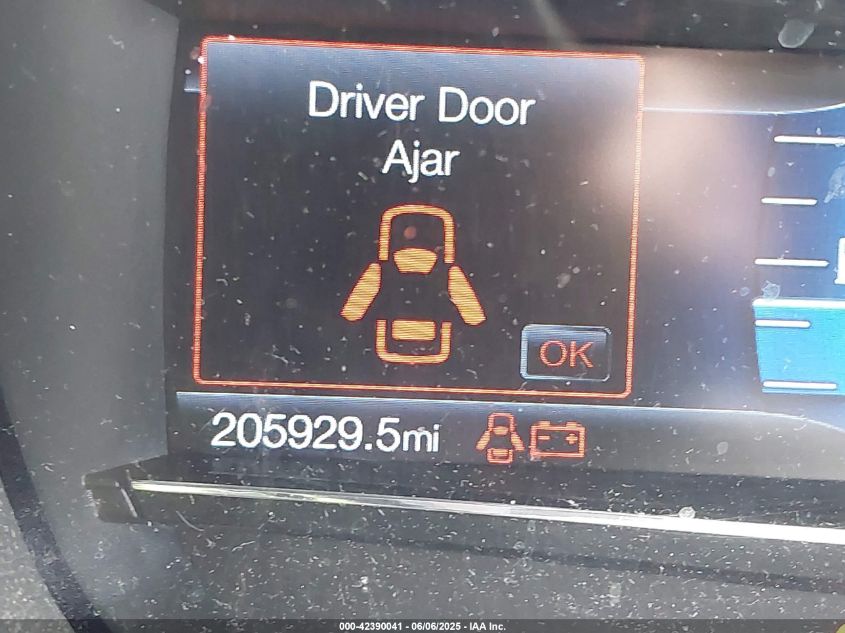 Driver Door
Ajar
OK
205929.5mi
000-42390041 - 06/06/2025 - IAA Inc.